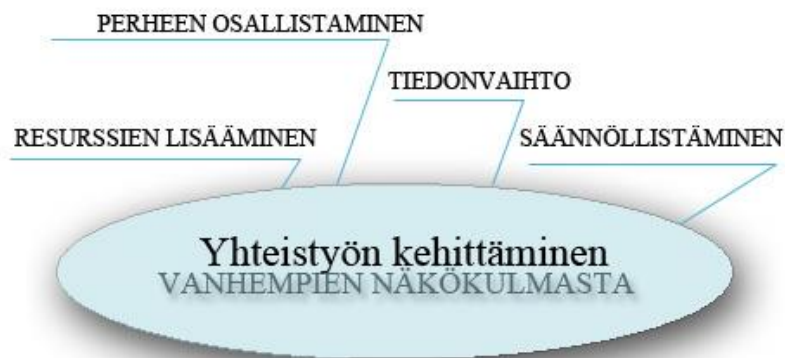 PERHEEN OSALLISTAMINEN
TIEDONVAIHTO
RESURSSIEN LISÄÄMINEN
SÄÄNNÖLLISTÄMINEN
Yhteistyön kehittäminen
VANHEMPIEN NÄKÖKULMASTA